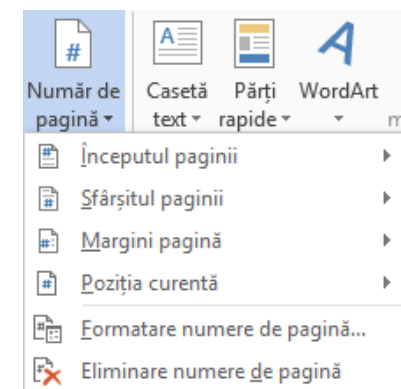 Număr de pagină
Casetă text
Părți rapide
WordArt
m
Începutul paginii
Sfârșitul paginii
Margini pagină
Poziția curentă
Formatare numere de pagină...
Eliminare numere de pagină